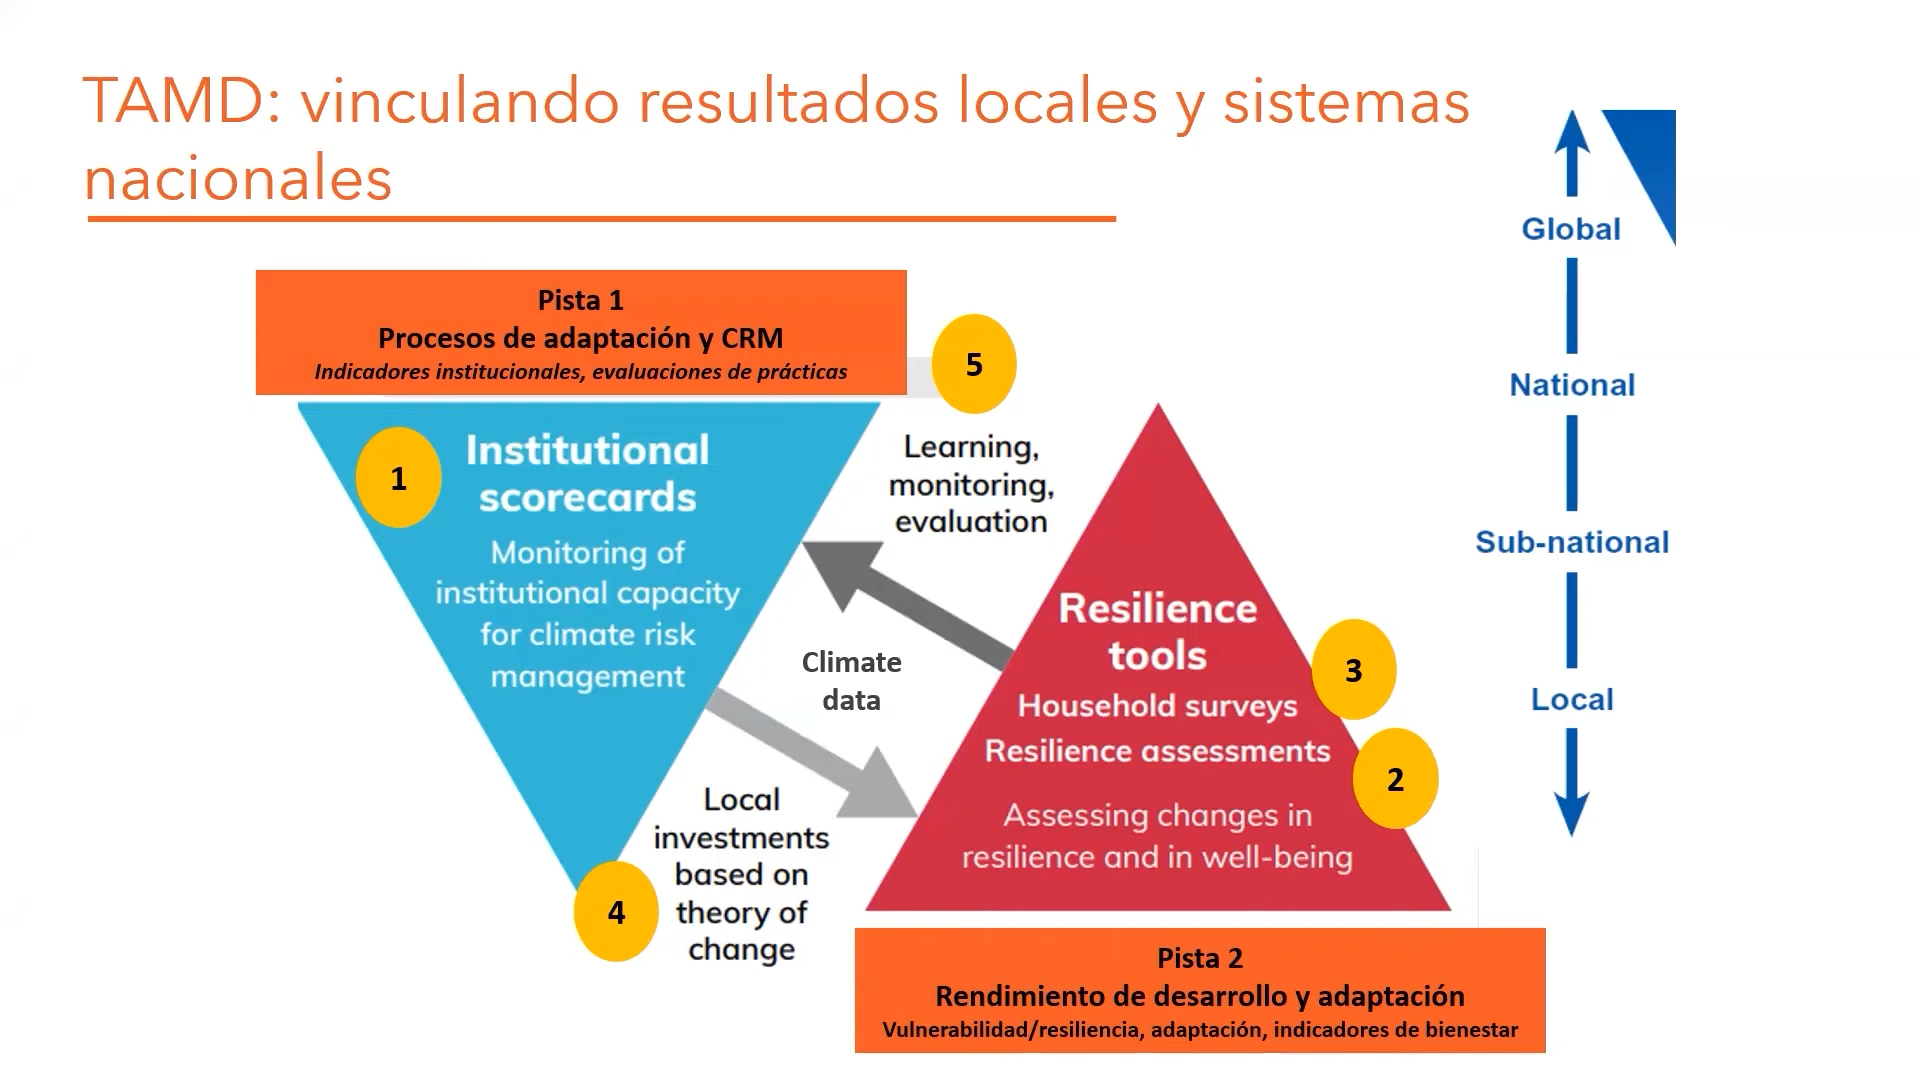 TAMD: vinculando resultados locales y sistemas
nacionales
Pista 1
Procesos de adaptación y CRM
Indicadores institucionales, evaluaciones de prácticas
5
1
Institutional
scorecards
Monitoring of
institutional capacity
for climate risk
management
Learning,
monitoring,
evaluation
Climate
data
Resilience
tools
Household surveys
Resilience assessments
Assessing changes in
resilience and in well-being
3
2
Local
investments
based on
theory of
change
4
Pista 2
Rendimiento de desarrollo y adaptación
Vulnerabilidad/resiliencia, adaptación, indicadores de bienestar
Global
National
Sub-national
Local